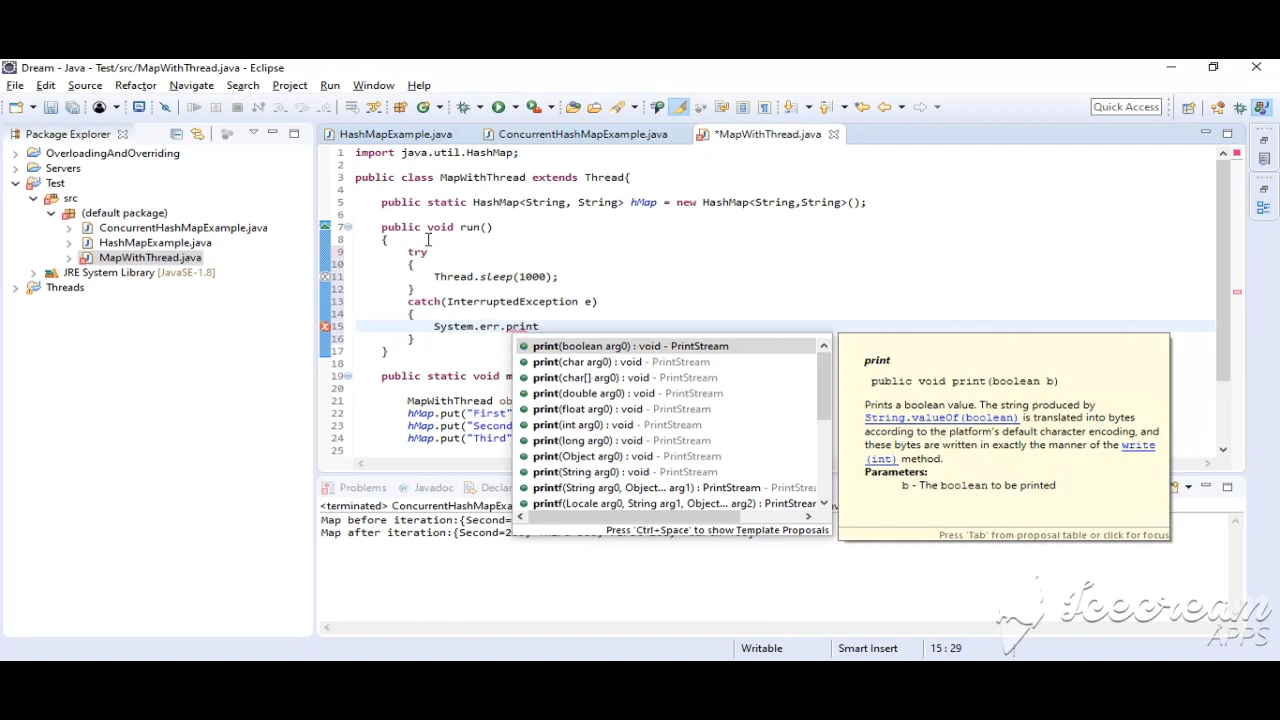 Dream - Java - Test/src/MapWithThread.java - Eclipse
File Edit Source Refactor Navigate Search Project Run Window Help
Quick Access
Package Explorer
HashMapExample.java
ConcurrentHashMapExample.java
*MapWithThread.java
OverloadingAndOverriding
Servers
Test
src
(default package)
ConcurrentHashMapExample.java
HashMapExample.java
MapWithThread.java
JRE System Library [JavaSE-1.8]
Threads
1 import java.util.HashMap;
2
3 public class MapWithThread extends Thread{
4
5 public static HashMap<String, String> hMap = new HashMap<String,String>();
6
7 public void run()
8 {
9 try
10 {
11 Thread.sleep(1000);
12 }
13 catch(InterruptedException e)
14 {
15 System.err.print
16 }
17 }
18
19 public static void m
20
21 MapWithThread ob
22 hMap.put("First"
23 hMap.put("Second
24 hMap.put("Third"
25
print(boolean arg0) : void - PrintStream
print(char arg0) : void - PrintStream
print(char[] arg0) : void - PrintStream
print(double arg0) : void - PrintStream
print(float arg0) : void - PrintStream
print(int arg0) : void - PrintStream
print(long arg0) : void - PrintStream
print(Object arg0) : void - PrintStream
print(String arg0) : void - PrintStream
printf(String arg0, Object... arg1) : PrintStream - PrintStrea
printf(Locale arg0, String arg1, Object... arg2) : PrintStrear
Press 'Ctrl+Space' to show Template Proposals
print
public void print(boolean b)
Prints a boolean value. The string produced by
String.valueOf(boolean) is translated into bytes
according to the platform's default character encoding, and
these bytes are written in exactly the manner of the write
(int) method.
Parameters:
b - The boolean to be printed
Press 'Tab' from proposal table or click for focus
Problems Javadoc Declar
<terminated> ConcurrentHashMapExa
Map before iteration:{Second=
Map after iteration:{Second=2
Writable
Smart Insert
15 : 29
Icecream
APPS